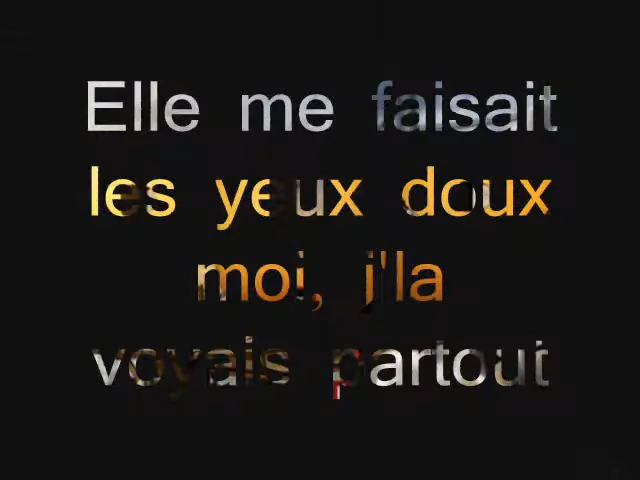 Elle me faisait
les yeux doux
moi, j'la
voyais partout